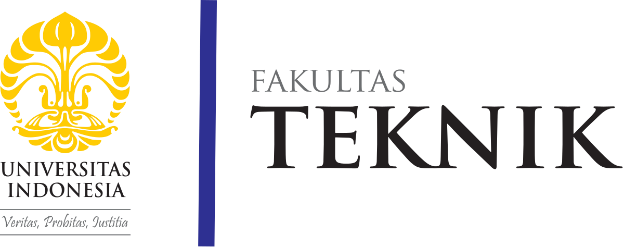 UNIVERSITAS
INDONESIA
Veritas, Probitas, Iustitia
FAKULTAS
TEKNIK